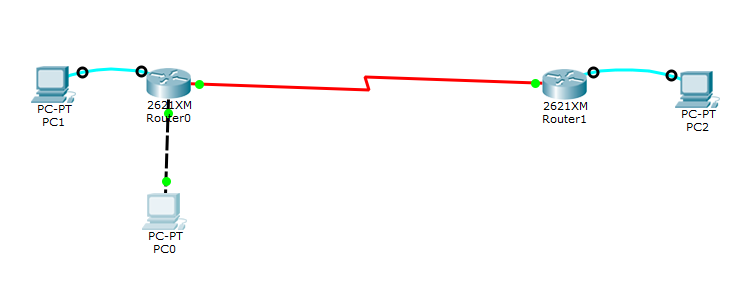 PC-PT
PC1
2621XM
Router0
2621XM
Router1
PC-PT
PC2
PC-PT
PC0